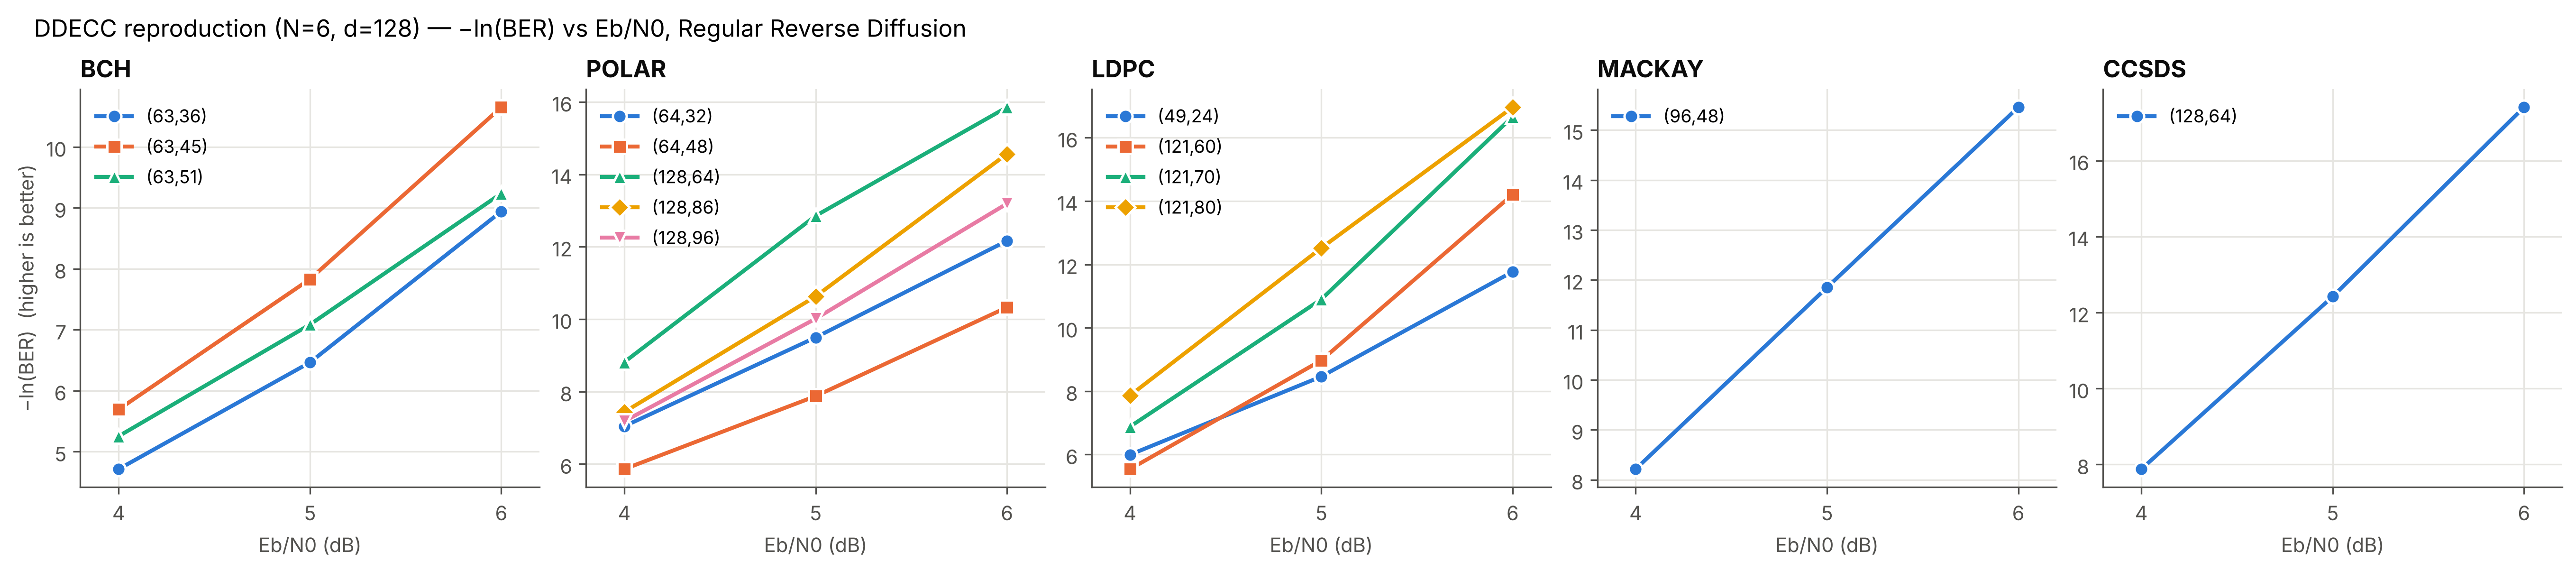 DDECC reproduction (N=6, d=128) — −ln(BER) vs Eb/N0, Regular Reverse Diffusion
BCH
−ln(BER) (higher is better)
(63,36)
(63,45)
(63,51)
10
9
8
7
6
5
4 5 6
Eb/N0 (dB)
POLAR
(64,32)
(64,48)
(128,64)
(128,86)
(128,96)
16
14
12
10
8
6
4 5 6
Eb/N0 (dB)
LDPC
(49,24)
(121,60)
(121,70)
(121,80)
16
14
12
10
8
6
4 5 6
Eb/N0 (dB)
MACKAY
(96,48)
15
14
13
12
11
10
9
8
4 5 6
Eb/N0 (dB)
CCSDS
(128,64)
16
14
12
10
8
4 5 6
Eb/N0 (dB)